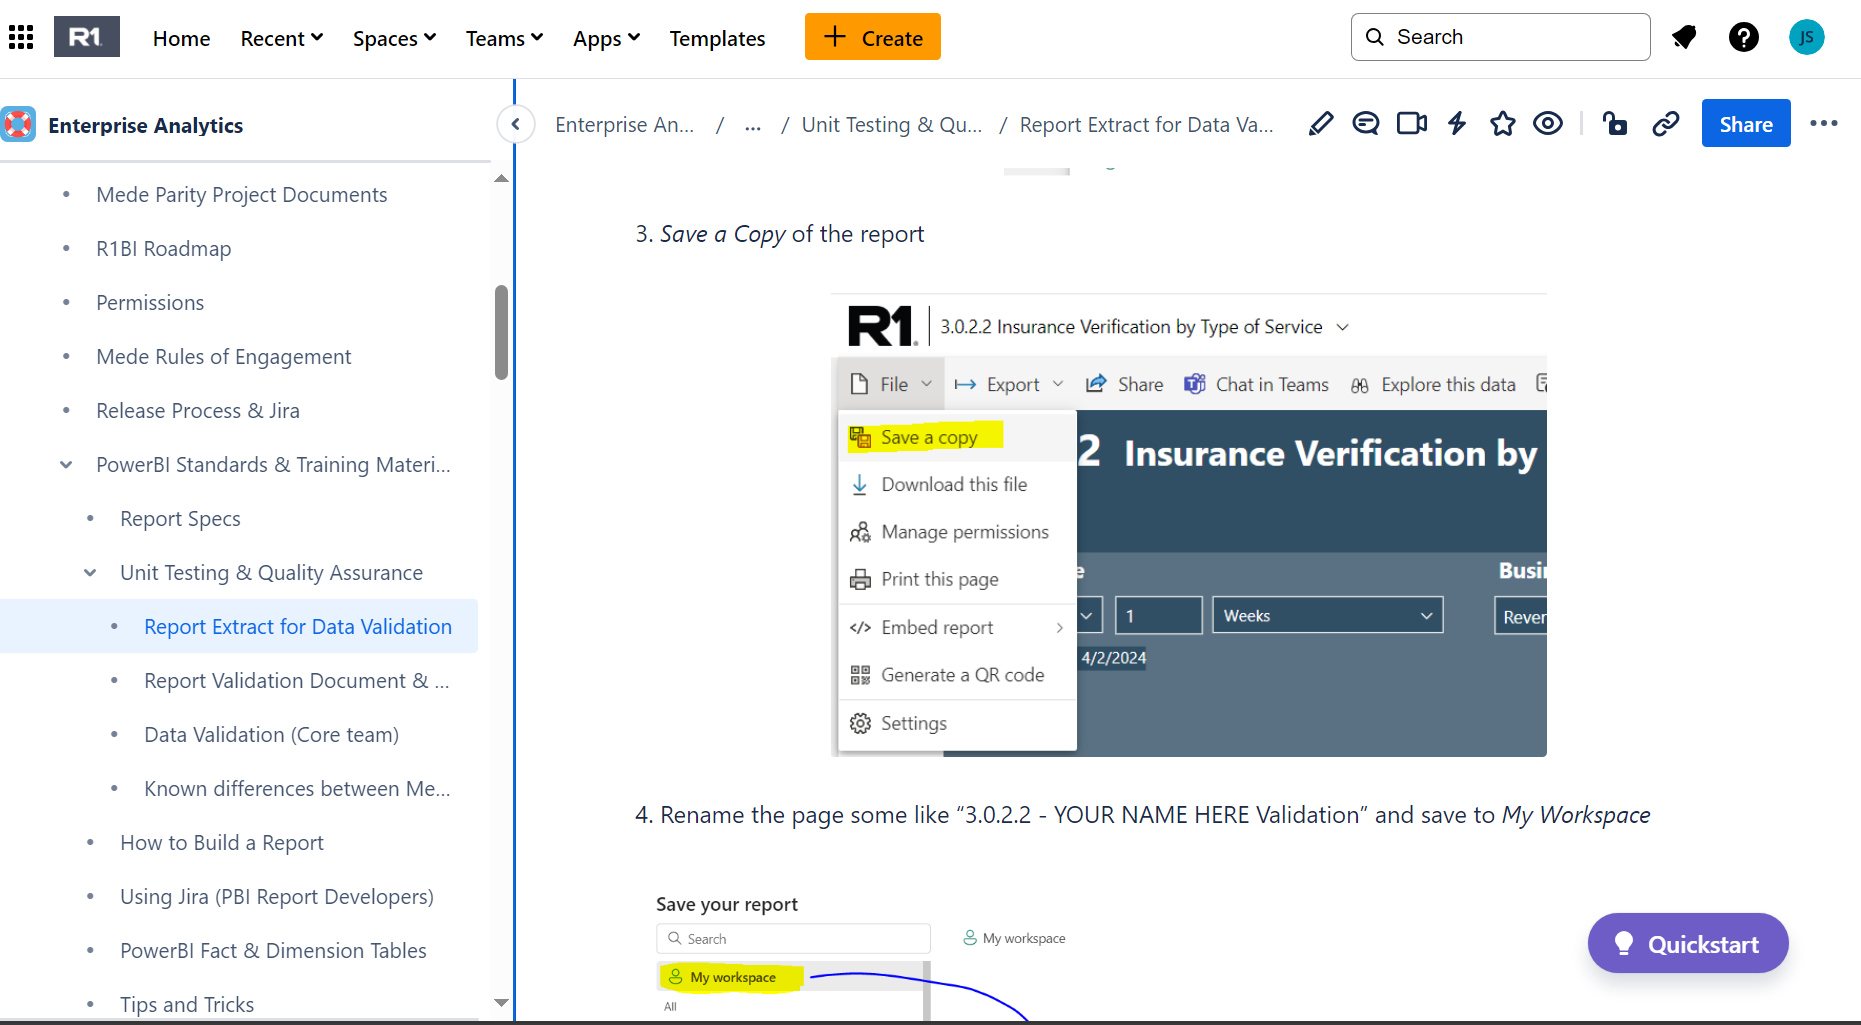 R1 Home Recent Spaces Teams Apps Templates + Create Search JS
Enterprise Analytics
Enterprise An... / ... / Unit Testing & Qu... / Report Extract for Data Va... Share
Mede Parity Project Documents
R1BI Roadmap
Permissions
Mede Rules of Engagement
Release Process & Jira
PowerBI Standards & Training Materi...
Report Specs
Unit Testing & Quality Assurance
Report Extract for Data Validation
Report Validation Document & ...
Data Validation (Core team)
Known differences between Me...
How to Build a Report
Using Jira (PBI Report Developers)
PowerBI Fact & Dimension Tables
Tips and Tricks
3. Save a Copy of the report
R1. 3.0.2.2 Insurance Verification by Type of Service
File Export Share Chat in Teams Explore this data
Save a copy
Download this file
Manage permissions
Print this page
Embed report
Generate a QR code
Settings
2 Insurance Verification by
e Busi
1 Weeks Rever
4/2/2024
4. Rename the page some like “3.0.2.2 - YOUR NAME HERE Validation” and save to My Workspace
Save your report
Search My workspace
My workspace
All
Quickstart